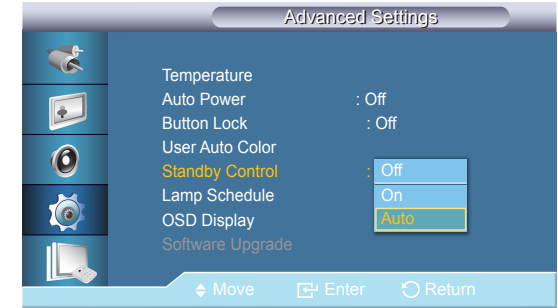 Advanced Settings
Temperature
Auto Power : Off
Button Lock : Off
User Auto Color
Standby Control : Off
Lamp Schedule On
OSD Display Auto
Software Upgrade
Move Enter Return